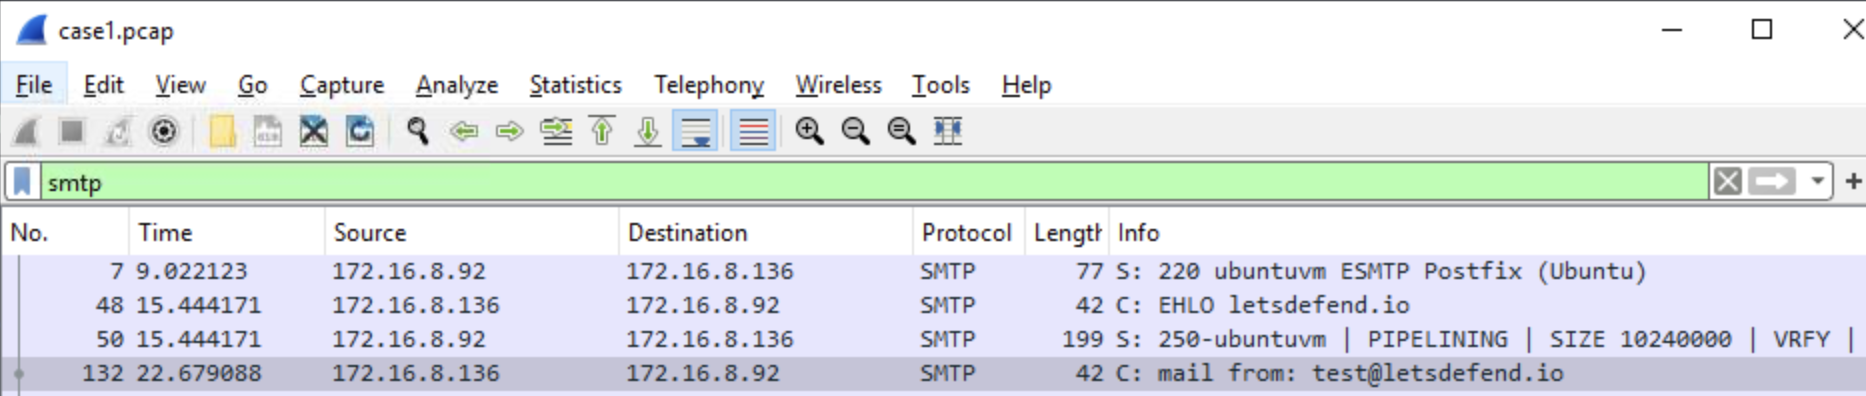 case1.pcap
File Edit View Go Capture Analyze Statistics Telephony Wireless Tools Help
smtp
No. Time Source Destination Protocol Length Info
7 9.022123 172.16.8.92 172.16.8.136 SMTP 77 S: 220 ubuntuvm ESMTP Postfix (Ubuntu)
48 15.444171 172.16.8.136 172.16.8.92 SMTP 42 C: EHLO letsdefend.io
50 15.444171 172.16.8.92 172.16.8.136 SMTP 199 S: 250-ubuntuvm | PIPELINING | SIZE 10240000 | VRFY |
132 22.679088 172.16.8.136 172.16.8.92 SMTP 42 C: mail from: test@letsdefend.io